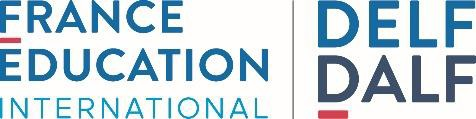 FRANCE
EDUCATION
INTERNATIONAL
DELF
DALF